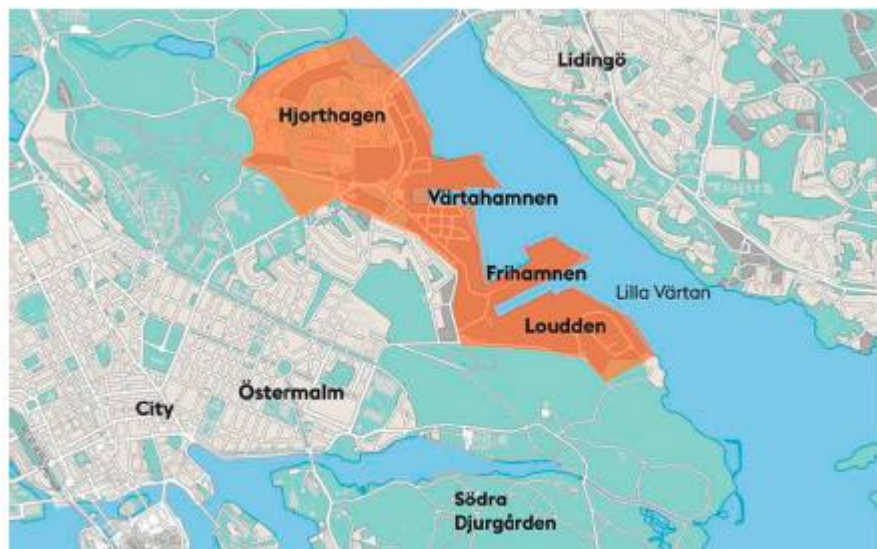 Lidingö
Hjorthagen
Värtahamnen
Frihamnen
Lilla Värtan
Loudden
Östermalm
City
Södra
Djurgården